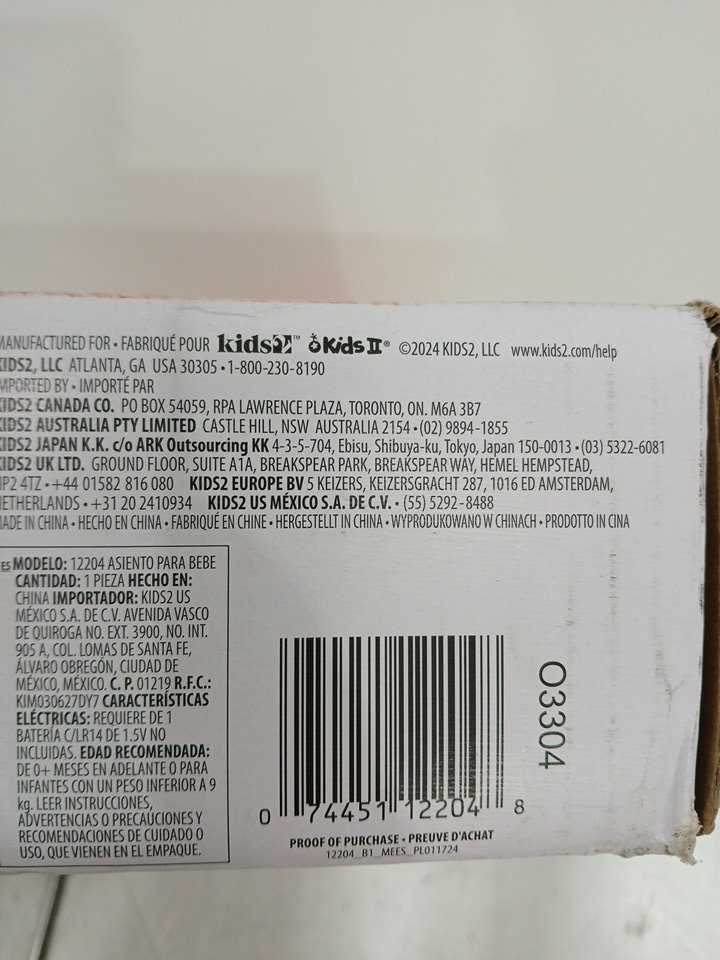 MANUFACTURED FOR • FABRIQUÉ POUR kids2™ Kids II® ©2024 KIDS2, LLC www.kids2.com/help
KIDS2, LLC ATLANTA, GA USA 30305 • 1-800-230-8190
IMPORTED BY • IMPORTÉ PAR
KIDS2 CANADA CO. PO BOX 54059, RPA LAWRENCE PLAZA, TORONTO, ON. M6A 3B7
KIDS2 AUSTRALIA PTY LIMITED CASTLE HILL, NSW AUSTRALIA 2154 • (02) 9894-1855
KIDS2 JAPAN K.K. c/o ARK Outsourcing KK 4-3-5-704, Ebisu, Shibuya-ku, Tokyo, Japan 150-0013 • (03) 5322-6081
KIDS2 UK LTD. GROUND FLOOR, SUITE A1A, BREAKSPEAR PARK, BREAKSPEAR WAY, HEMEL HEMPSTEAD,
HP2 4TZ • +44 01582 816 080 KIDS2 EUROPE BV 5 KEIZERS, KEIZERSGRACHT 287, 1016 ED AMSTERDAM,
NETHERLANDS • +31 20 2410934 KIDS2 US MÉXICO S.A. DE C.V. • (55) 5292-8488
MADE IN CHINA • HECHO EN CHINA • FABRIQUÉ EN CHINE • HERGESTELLT IN CHINA • WYPRODUKOWANO W CHINACH • PRODOTTO IN CINA
ES MODELO: 12204 ASIENTO PARA BEBE
CANTIDAD: 1 PIEZA HECHO EN:
CHINA IMPORTADOR: KIDS2 US
MÉXICO S.A. DE C.V. AVENIDA VASCO
DE QUIROGA NO. EXT. 3900, NO. INT.
905 A, COL. LOMAS DE SANTA FE,
ÁLVARO OBREGÓN, CIUDAD DE
MÉXICO, MÉXICO. C. P. 01219 R.F.C.:
KIM030627DY7 CARACTERÍSTICAS
ELÉCTRICAS: REQUIERE DE 1
BATERÍA C/LR14 DE 1.5V NO
INCLUIDAS. EDAD RECOMENDADA:
DE 0+ MESES EN ADELANTE O PARA
INFANTES CON UN PESO INFERIOR A 9
kg. LEER INSTRUCCIONES,
ADVERTENCIAS O PRECAUCIONES Y
RECOMENDACIONES DE CUIDADO O
USO, QUE VIENEN EN EL EMPAQUE.
03304
0 74451 12204 8
PROOF OF PURCHASE • PREUVE D'ACHAT
12204_B1_MEES_PL011724